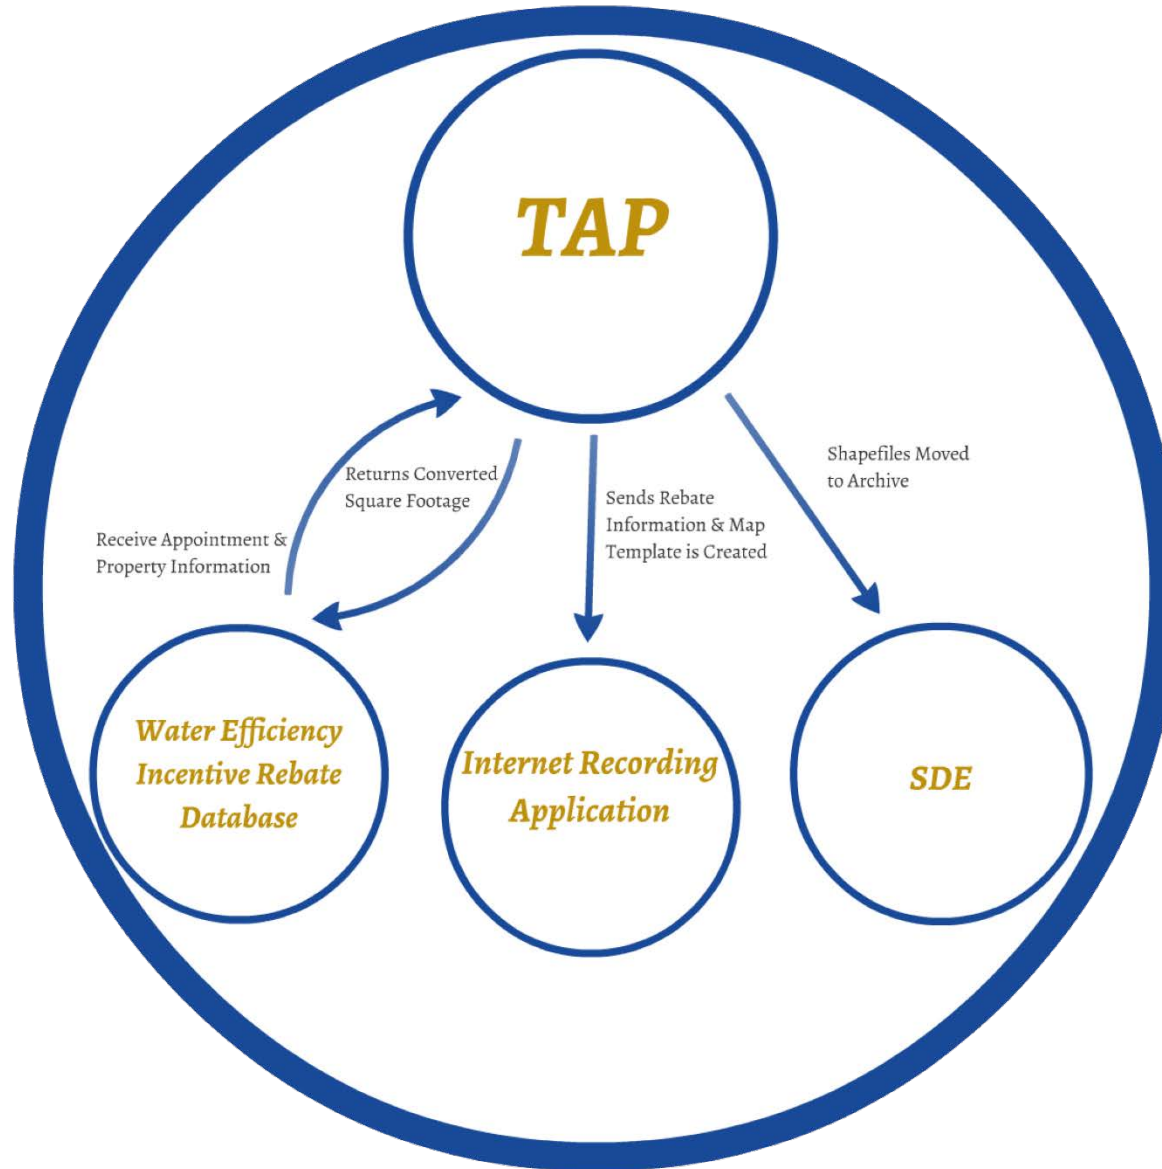 TAP
Returns Converted
Square Footage
Receive Appointment &
Property Information
Sends Rebate
Information & Map
Template is Created
Shapefiles Moved
to Archive
Water Efficiency
Incentive Rebate
Database
Internet Recording
Application
SDE